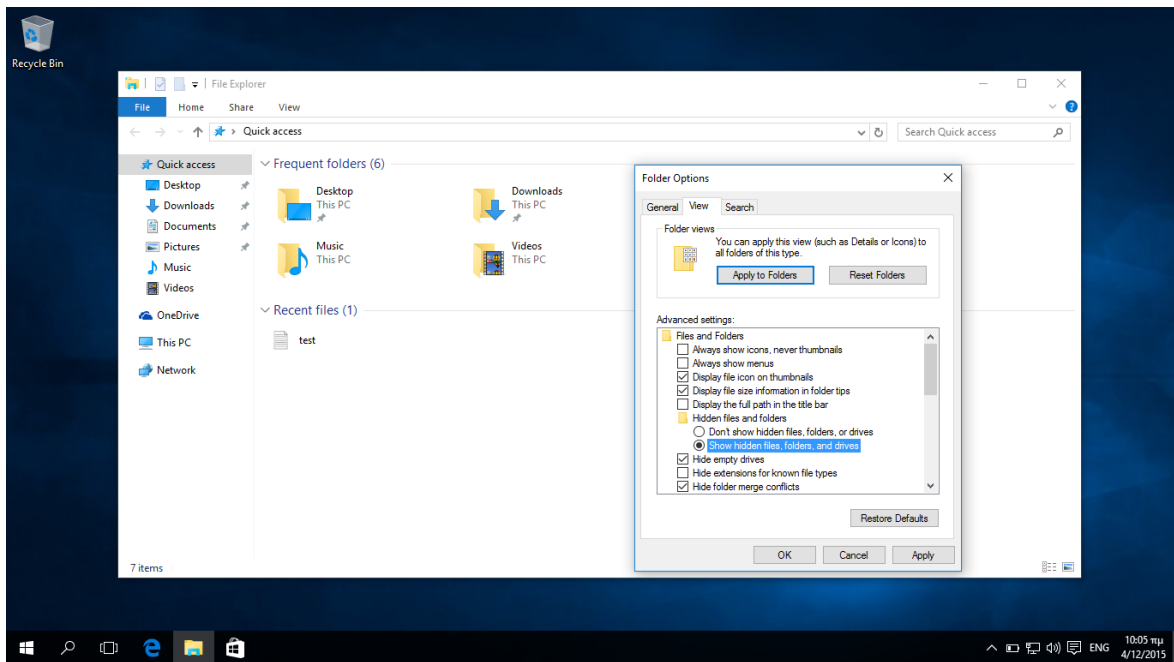 Recycle Bin
File Explorer
File Home Share View
Quick access
Search Quick access
Quick access
Desktop
Downloads
Documents
Pictures
Music
Videos
OneDrive
This PC
Network
Frequent folders (6)
Desktop
This PC
Downloads
This PC
Music
This PC
Videos
This PC
Recent files (1)
test
7 items
Folder Options
General View Search
Folder views
You can apply this view (such as Details or Icons) to
all folders of this type.
Apply to Folders Reset Folders
Advanced settings:
Files and Folders
Always show icons, never thumbnails
Always show menus
Display file icon on thumbnails
Display file size information in folder tips
Display the full path in the title bar
Hidden files and folders
Don't show hidden files, folders, or drives
Show hidden files, folders, and drives
Hide empty drives
Hide extensions for known file types
Hide folder merge conflicts
Restore Defaults
OK Cancel Apply
ENG
10:05 πμ
4/12/2015